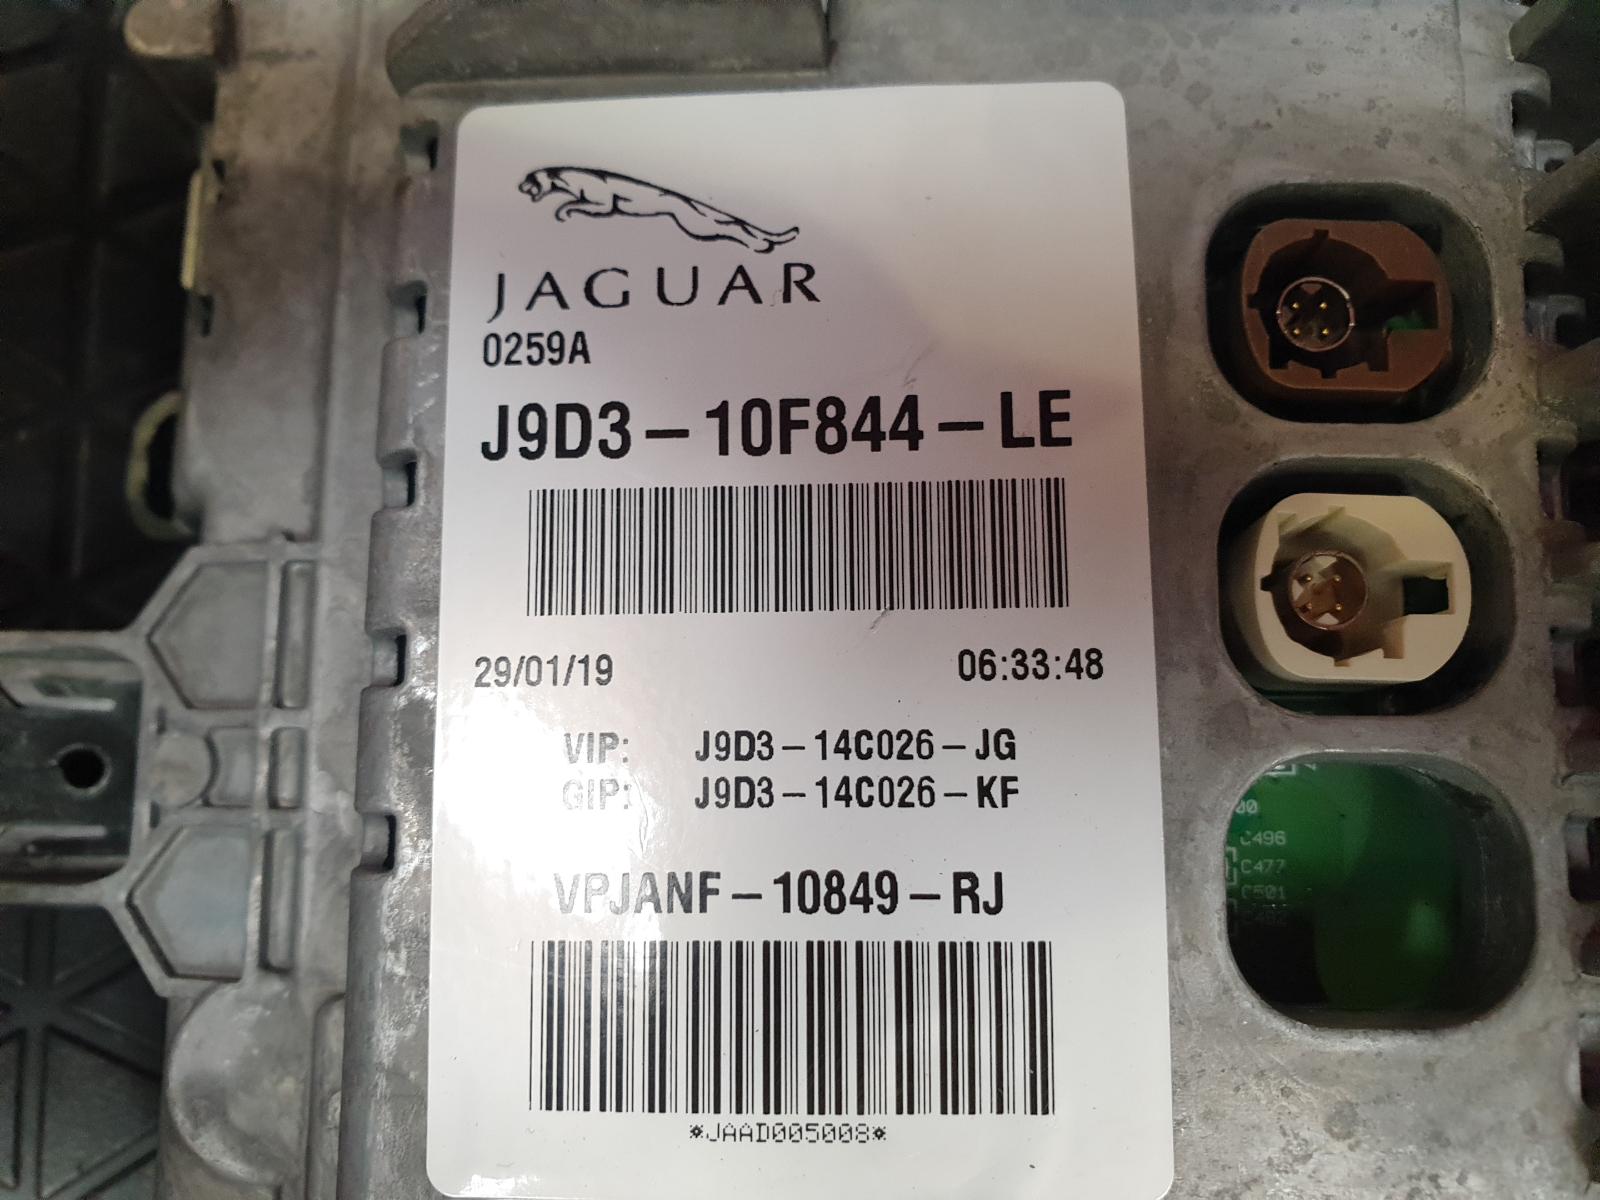 JAGUAR
0259A
J9D3-10F844-LE
29/01/19 06:33:48
VIP: J9D3-14C026-JG
GIP: J9D3-14C026-KF
VPJANF-10849-RJ
*JAAD005008*
00
C496
C477
C501